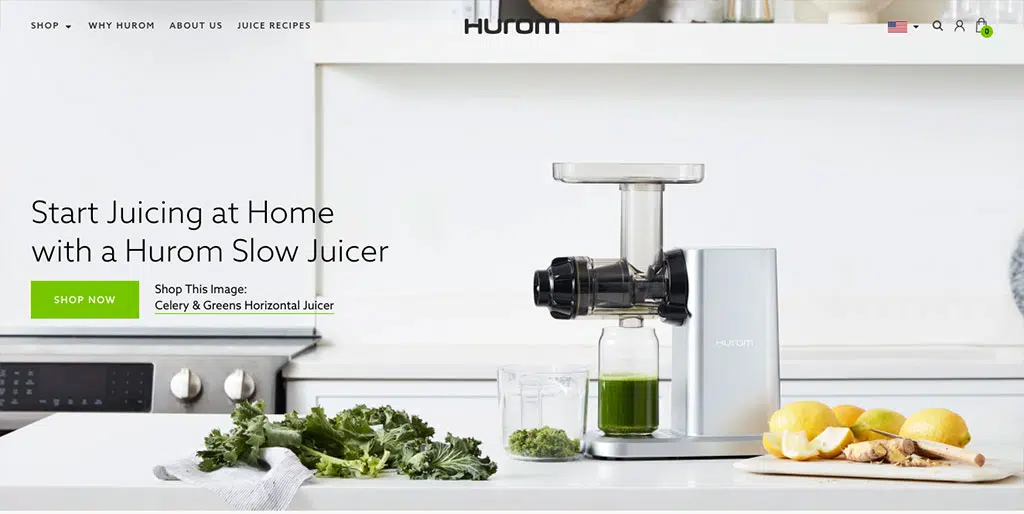 SHOP
WHY HUROM
ABOUT US
JUICE RECIPES
HUROM
0
Start Juicing at Home
with a Hurom Slow Juicer
SHOP NOW
Shop This Image:
Celery & Greens Horizontal Juicer
HUROM